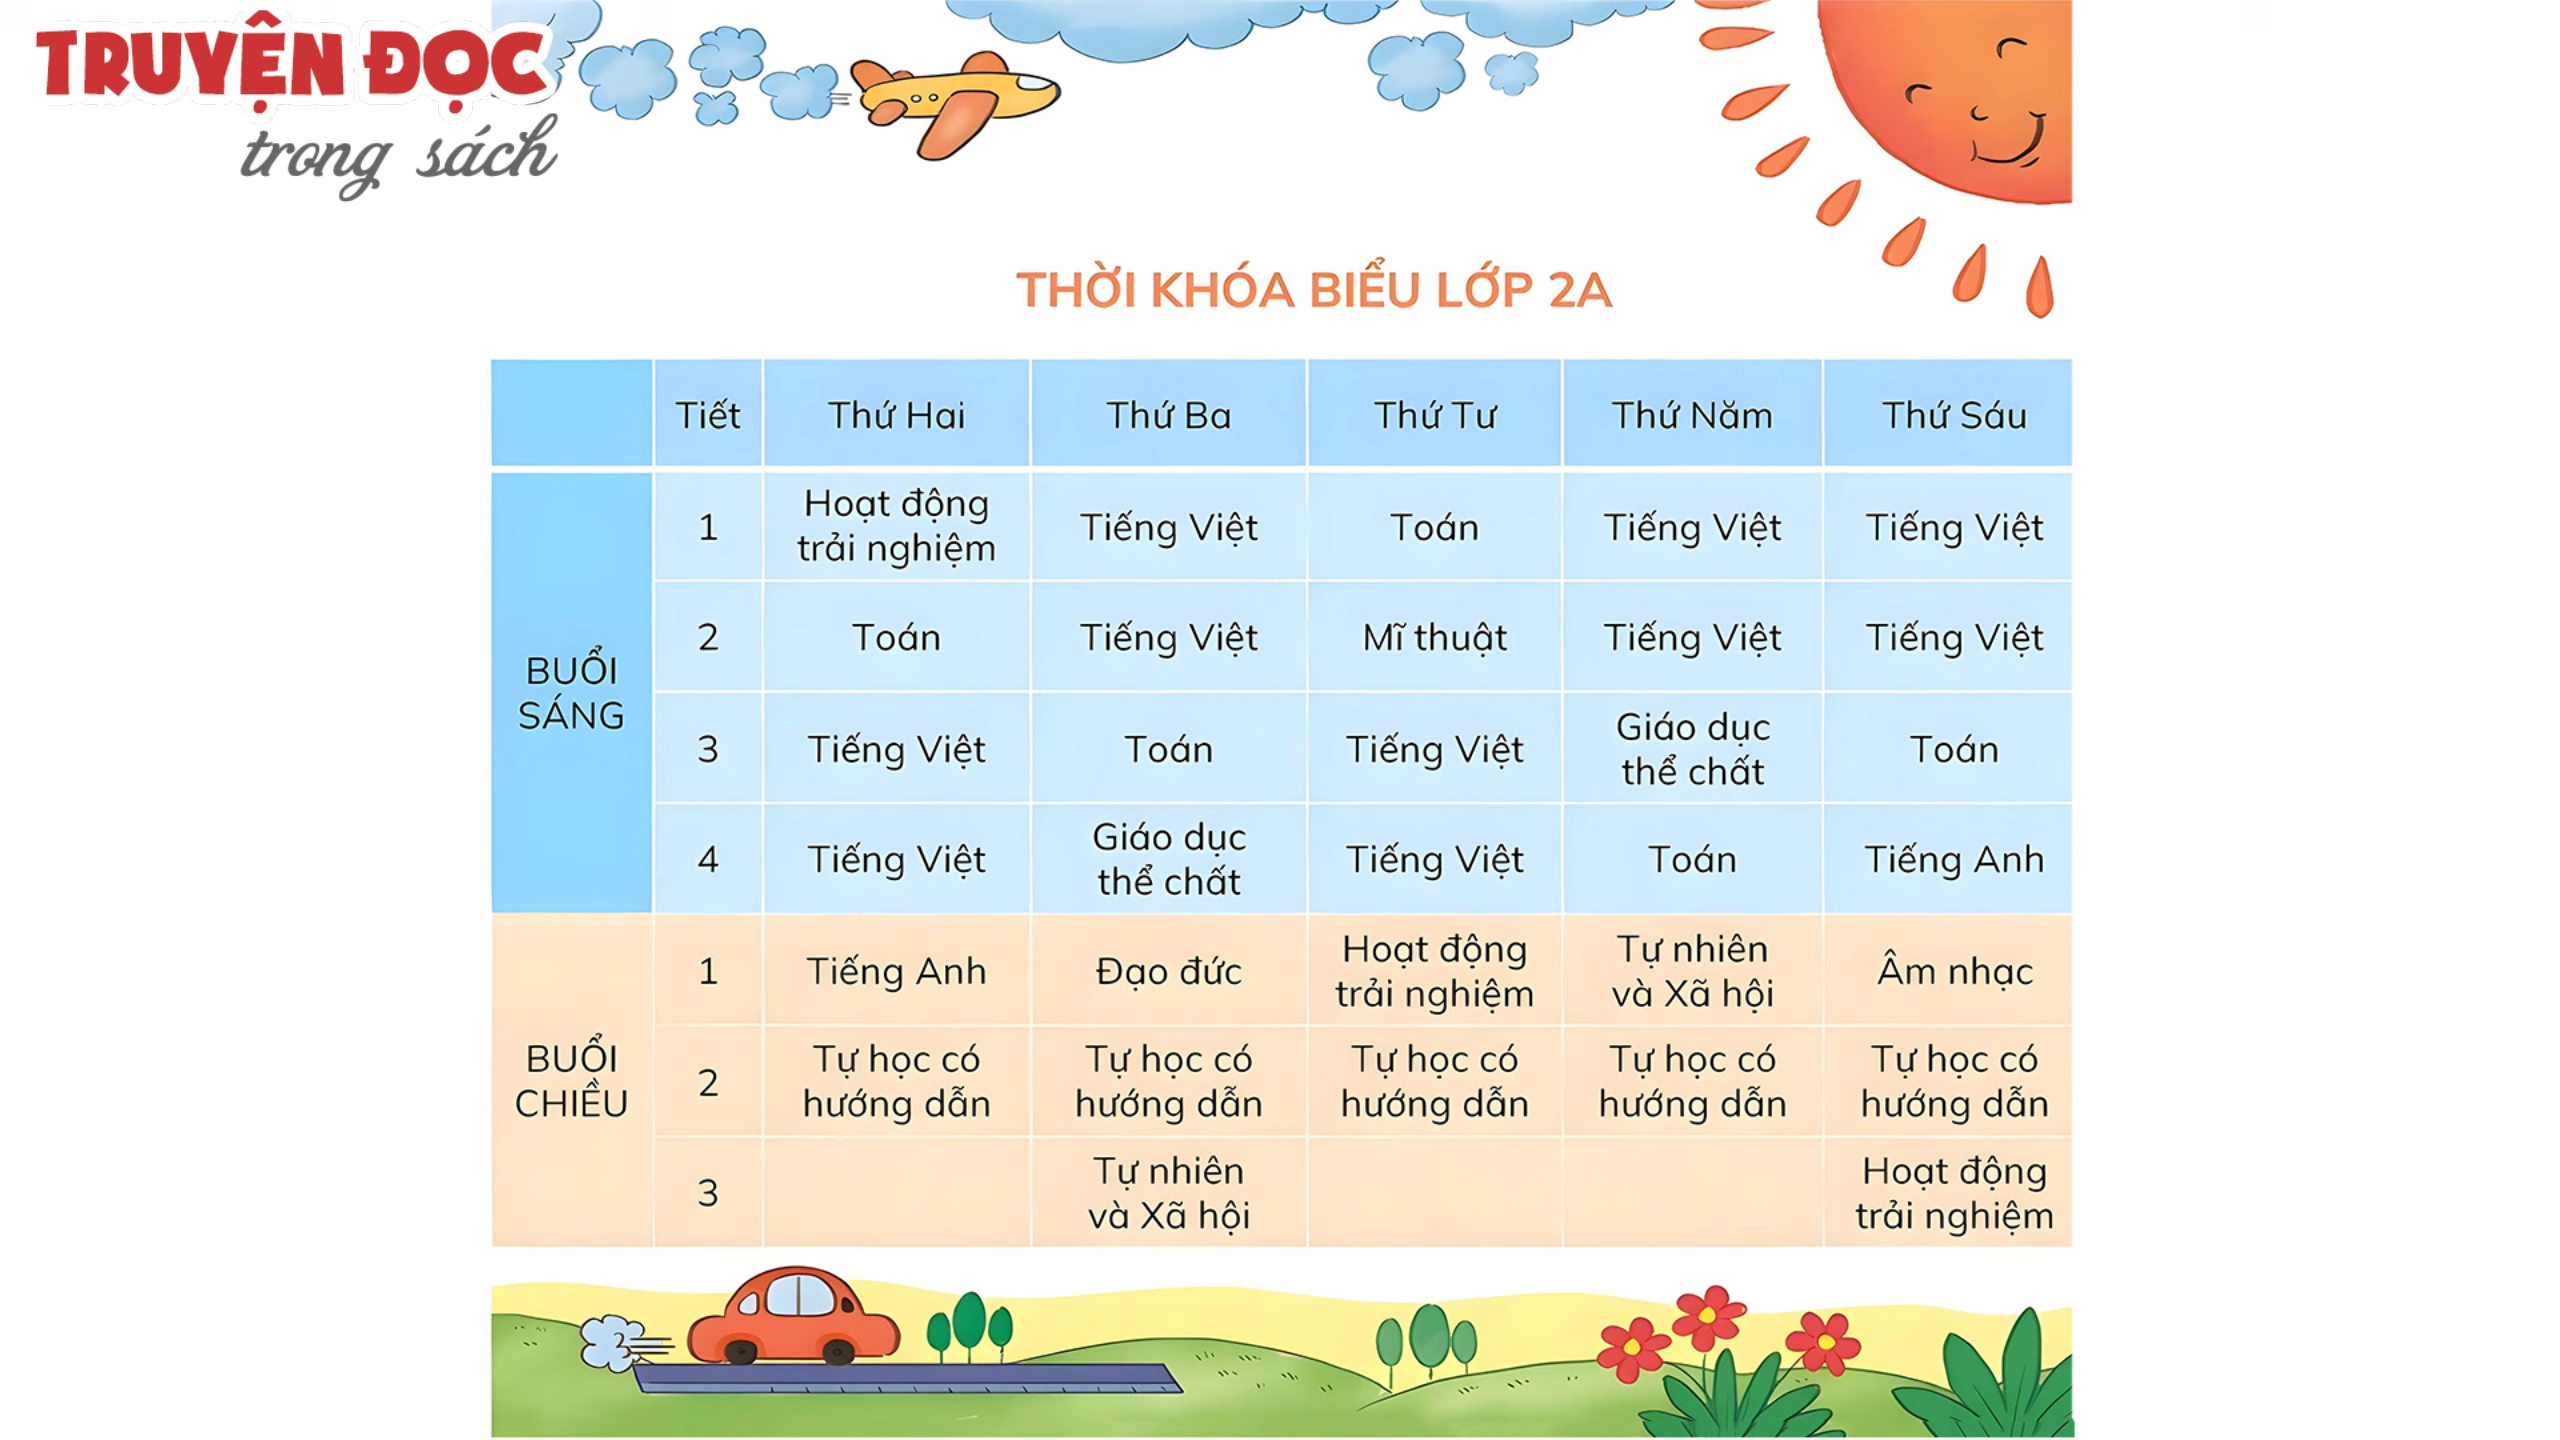 TRUYỆN ĐỌC
trong sách
THỜI KHÓA BIỂU LỚP 2A
Tiết Thứ Hai Thứ Ba Thứ Tư Thứ Năm Thứ Sáu
BUỔI
SÁNG
1 Hoạt động
trải nghiệm Tiếng Việt Toán Tiếng Việt Tiếng Việt
2 Toán Tiếng Việt Mĩ thuật Tiếng Việt Tiếng Việt
3 Tiếng Việt Toán Tiếng Việt Giáo dục
thể chất Toán
4 Tiếng Việt Giáo dục
thể chất Tiếng Việt Toán Tiếng Anh
BUỔI
CHIỀU
1 Tiếng Anh Đạo đức Hoạt động
trải nghiệm Tự nhiên
và Xã hội Âm nhạc
2 Tự học có
hướng dẫn Tự học có
hướng dẫn Tự học có
hướng dẫn Tự học có
hướng dẫn Tự học có
hướng dẫn
3 Tự nhiên
và Xã hội Hoạt động
trải nghiệm